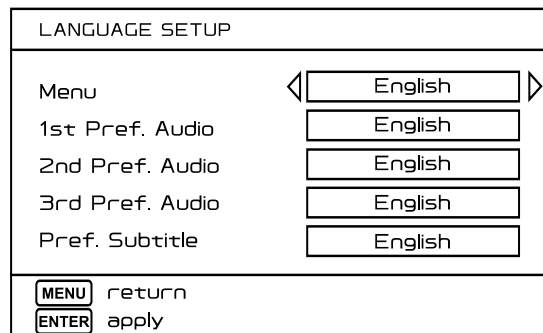 LANGUAGE SETUP
Menu English
1st Pref. Audio English
2nd Pref. Audio English
3rd Pref. Audio English
Pref. Subtitle English
MENU return
ENTER apply